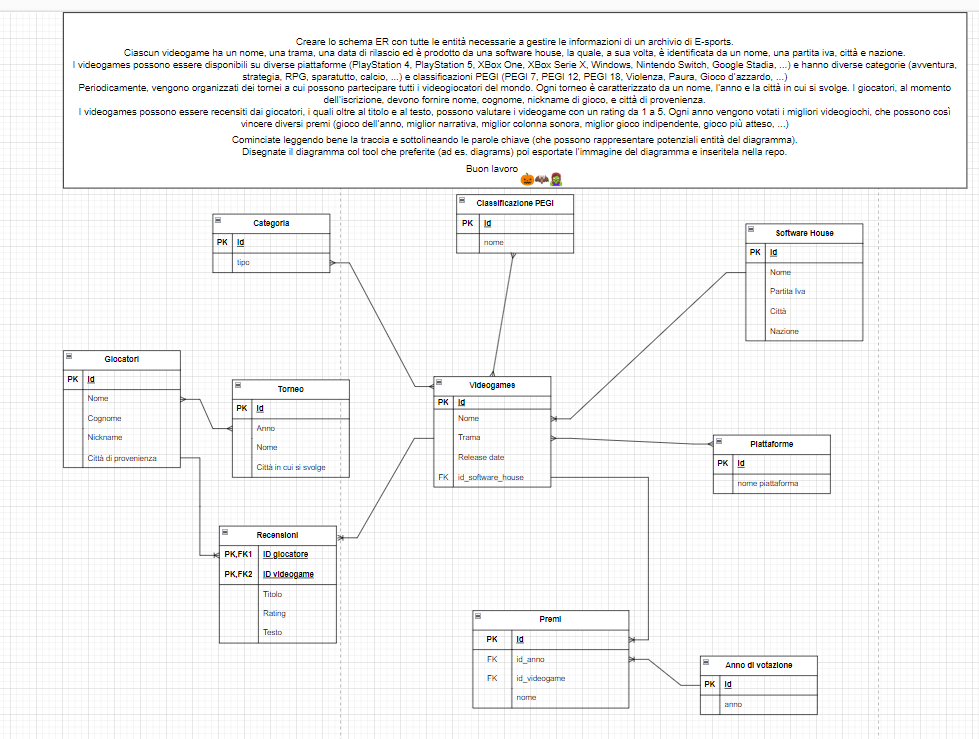 Creare lo schema ER con tutte le entità necessarie a gestire le informazioni di un archivio di E-sports.
Ciascun videogame ha un nome, una trama, una data di rilascio ed è prodotto da una software house, la quale, a sua volta, è identificata da un nome, una partita iva, città e nazione.
I videogames possono essere disponibili su diverse piattaforme (PlayStation 4, PlayStation 5, XBox One, XBox Serie X, Windows, Nintendo Switch, Google Stadia, ...) e hanno diverse categorie (avventura,
strategia, RPG, sparatutto, calcio, ...) e classificazioni PEGI (PEGI 7, PEGI 12, PEGI 18, Violenza, Paura, Gioco d'azzardo, ...)
Periodicamente, vengono organizzati dei tornei a cui possono partecipare tutti i videogiocatori del mondo. Ogni torneo è caratterizzato da un nome, l'anno e la città in cui si svolge. I giocatori, al momento
dell'iscrizione, devono fornire nome, cognome, nickname di gioco, e città di provenienza.
I videogames possono essere recensiti dai giocatori, i quali oltre al titolo e al testo, possono valutare i videogame con un rating da 1 a 5. Ogni anno vengono votati i migliori videogiochi, che possono così
vincere diversi premi (gioco dell'anno, miglior narrativa, miglior colonna sonora, miglior gioco indipendente, gioco più atteso, ...)
Cominciate leggendo bene la traccia e sottolineando le parole chiave (che possono rappresentare potenziali entità del diagramma).
Disegnate il diagramma col tool che preferite (ad es. diagrams) poi esportate l'immagine del diagramma e inseritela nella repo.
Buon lavoro
🎃🦇🧟‍♀️
Classificazione PEGI
PK Id
nome
Categoria
PK Id
tipo
Software House
PK Id
Nome
Partita Iva
Città
Nazione
Giocatori
PK Id
Nome
Cognome
Nickname
Città di provenienza
Torneo
PK Id
Anno
Nome
Città in cui si svolge
Videogames
PK Id
Nome
Trama
Release date
FK id_software_house
Piattaforme
PK Id
nome piattaforma
Recensioni
PK,FK1 ID giocatore
PK,FK2 ID videogame
Titolo
Rating
Testo
Premi
PK Id
FK id_anno
FK id_videogame
nome
Anno di votazione
PK Id
anno